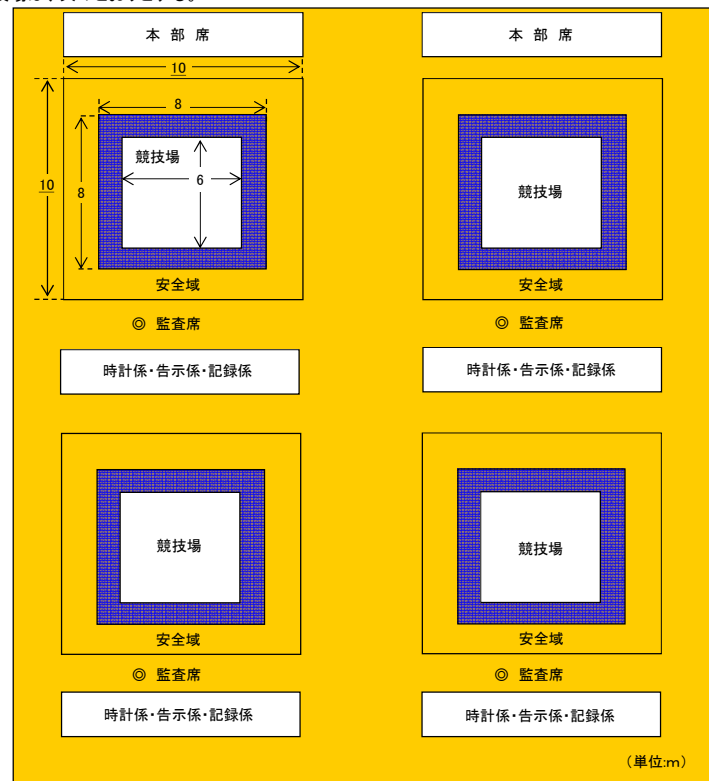 本 部 席
本 部 席
10
8
競技場
6
10
8
競技場
安全域
安全域
◎ 監査席
◎ 監査席
時計係・告示係・記録係
時計係・告示係・記録係
競技場
競技場
安全域
安全域
◎ 監査席
◎ 監査席
時計係・告示係・記録係
時計係・告示係・記録係
（単位:m）